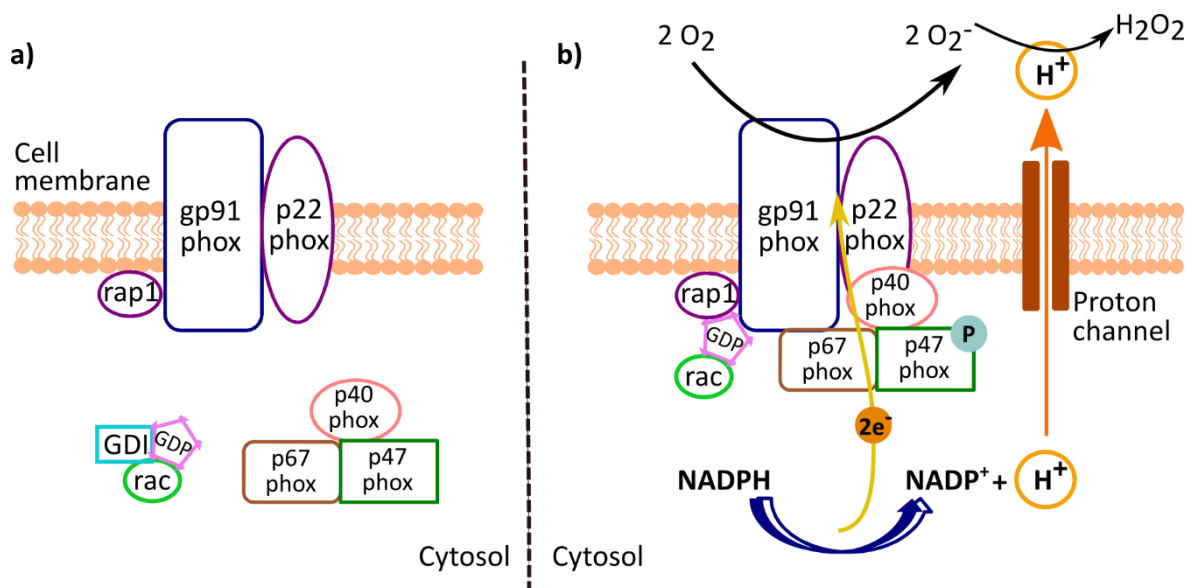 a)
Cell
membrane
gp91
phox
p22
phox
rap1
GDI
GDP
rac
p40
phox
p67
phox
p47
phox
Cytosol
b)
2 O₂
2 O₂⁻
H₂O₂
H⁺
gp91
phox
p22
phox
rap1
GDP
rac
p40
phox
p67
phox
p47
phox
P
Proton
channel
2e⁻
NADPH
NADP⁺ + H⁺
Cytosol